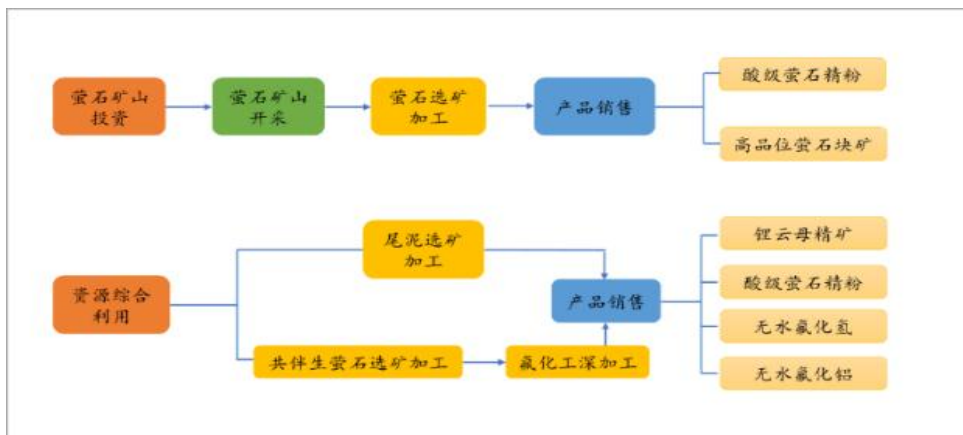 萤石矿山
投资
萤石矿山
开采
萤石选矿
加工
产品销售
酸级萤石精粉
高品位萤石块矿
资源综合
利用
尾泥选矿
加工
共伴生萤石选矿加工
氟化工深加工
产品销售
锂云母精矿
酸级萤石精粉
无水氟化氢
无水氟化铝